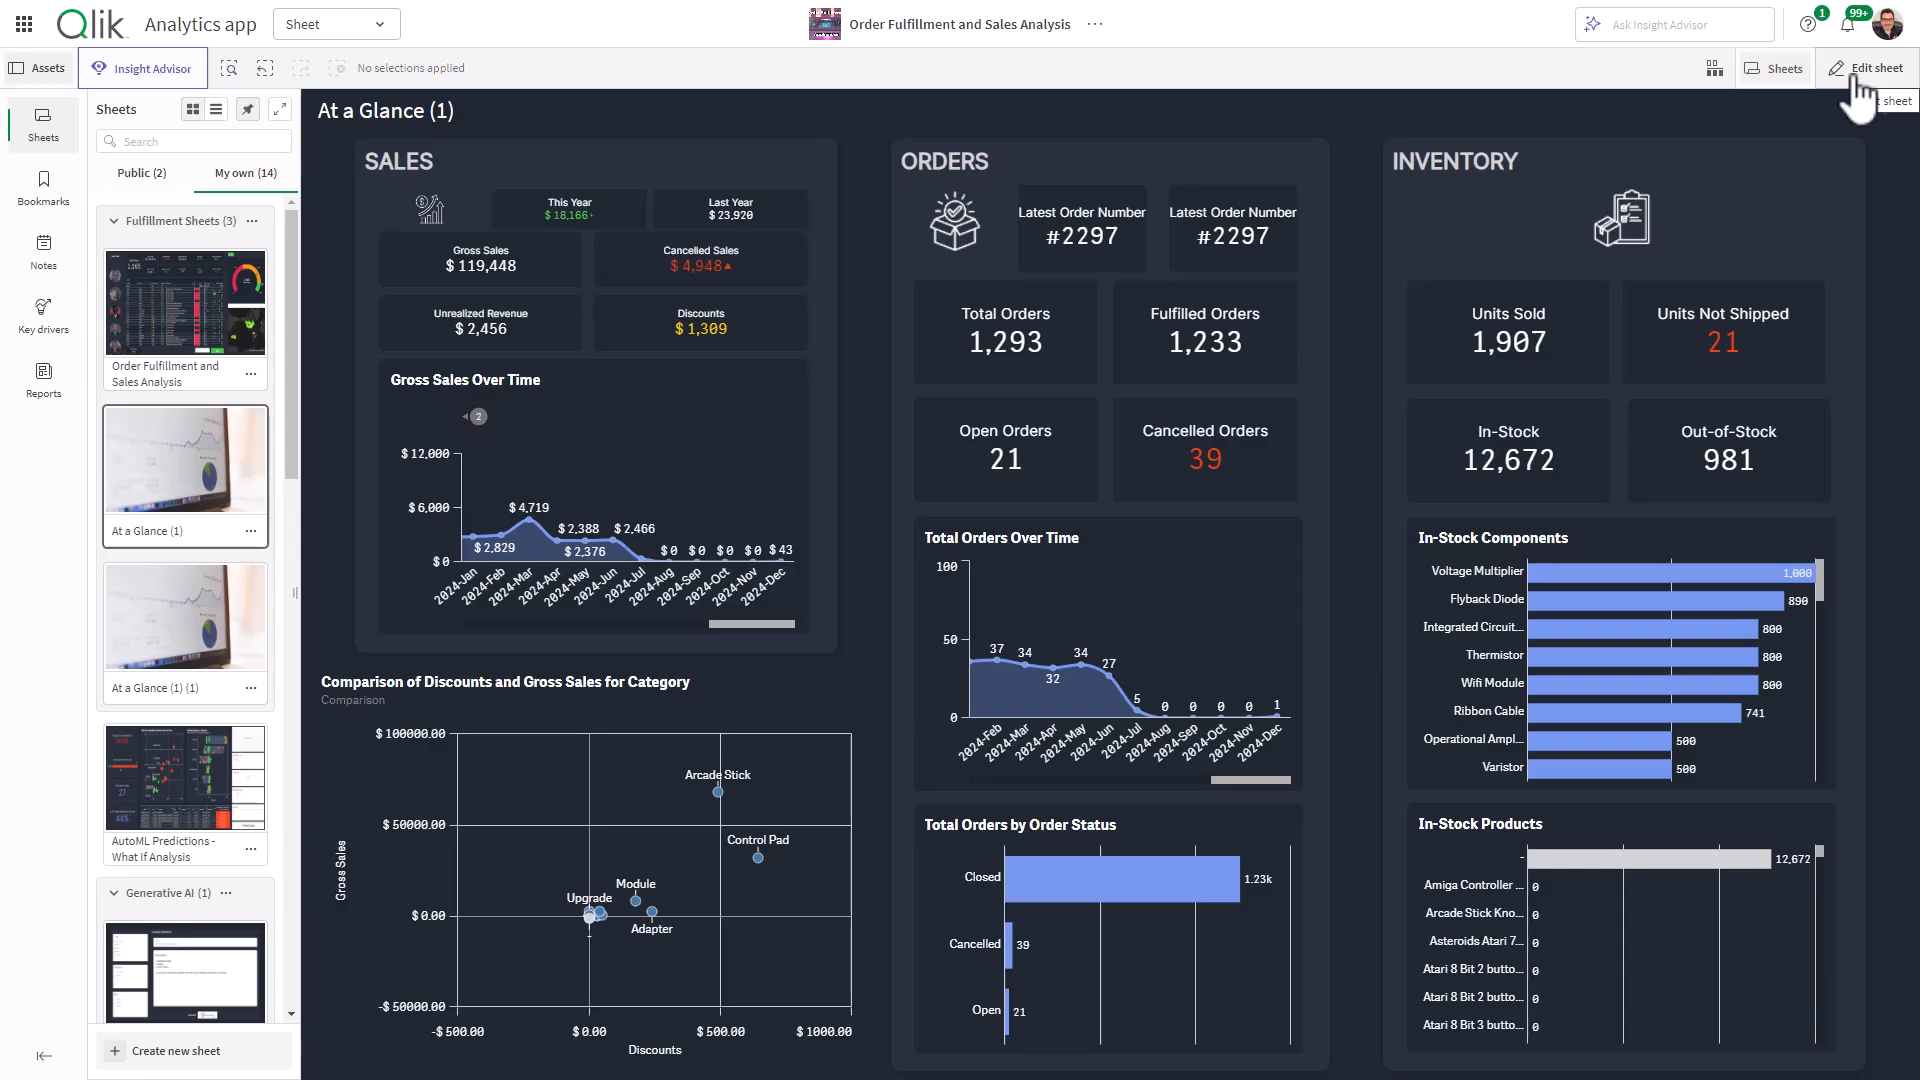 Qlik
Analytics app
Sheet
Order Fulfillment and Sales Analysis
Ask Insight Advisor
1
99+
Assets
Insight Advisor
No selections applied
Sheets
Edit sheet
sheet
Sheets
Bookmarks
Notes
Key drivers
Reports
Sheets
Search
Public (2)
My own (14)
Fulfillment Sheets (3)
Order Fulfillment and
Sales Analysis
At a Glance (1)
At a Glance (1) (1)
AutoML Predictions -
What If Analysis
Generative AI (1)
Create new sheet
At a Glance (1)
SALES
This Year
$ 18,166
Last Year
$ 23,920
Gross Sales
$ 119,448
Cancelled Sales
$ 4,948
Unrealized Revenue
$ 2,456
Discounts
$ 1,309
Gross Sales Over Time
2
$ 12,000
$ 6,000
$ 0
$ 2,829
$ 4,719
$ 2,388
$ 2,376
$ 2,466
$ 0
$ 0
$ 0
$ 0
$ 43
2024-Jan
2024-Feb
2024-Mar
2024-Apr
2024-May
2024-Jun
2024-Jul
2024-Aug
2024-Sep
2024-Oct
2024-Nov
2024-Dec
Comparison of Discounts and Gross Sales for Category
Comparison
Gross Sales
$ 100000.00
$ 50000.00
$ 0.00
-$ 50000.00
Arcade Stick
Control Pad
Module
Upgrade
Adapter
-
-$ 500.00
$ 0.00
$ 500.00
$ 1000.00
Discounts
ORDERS
Latest Order Number
#2297
Latest Order Number
#2297
Total Orders
1,293
Fulfilled Orders
1,233
Open Orders
21
Cancelled Orders
39
Total Orders Over Time
100
50
0
37
34
32
34
27
5
0
0
0
0
1
2024-Feb
2024-Mar
2024-Apr
2024-May
2024-Jun
2024-Jul
2024-Aug
2024-Sep
2024-Oct
2024-Nov
2024-Dec
Total Orders by Order Status
Closed
1.23k
Cancelled
39
Open
21
INVENTORY
Units Sold
1,907
Units Not Shipped
21
In-Stock
12,672
Out-of-Stock
981
In-Stock Components
Voltage Multiplier
1,000
Flyback Diode
890
Integrated Circuit...
800
Thermistor
800
Wifi Module
800
Ribbon Cable
741
Operational Ampl...
500
Varistor
500
In-Stock Products
-
12,672
Amiga Controller ...
0
Arcade Stick Kno...
0
Asteroids Atari 7...
0
Atari 8 Bit 2 butto...
0
Atari 8 Bit 2 butto...
0
Atari 8 Bit 3 butto...
0